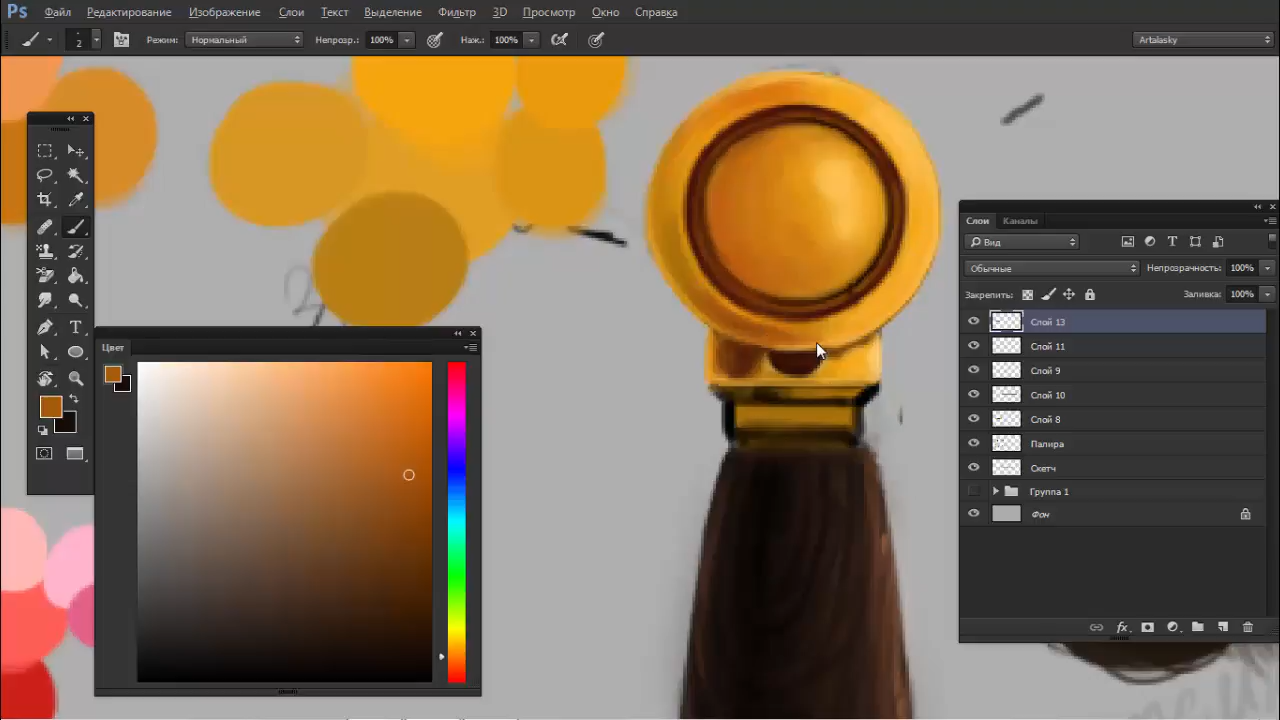 Ps Файл Редактирование Изображение Слои Текст Выделение Фильтр 3D Просмотр Окно Справка
2 Режим: Нормальный Непрозр.: 100% Наж.: 100% Artalasky
Слои Каналы
Вид
Обычные Непрозрачность: 100%
Закрепить: Заливка: 100%
Слой 13
Слой 11
Слой 9
Слой 10
Слой 8
Палира
Скетч
Группа 1
Фон
Цвет